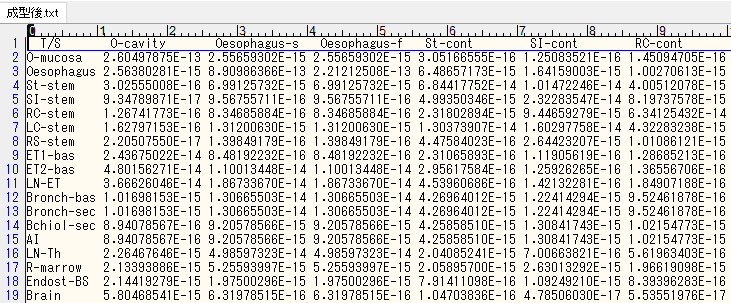 成型後.txt
0 1 2 3 4 5 6 7 8 9
1 T/S O-cavity Oesophagus-s Oesophagus-f St-cont SI-cont RC-cont
2 O-mucosa 2.60497875E-13 2.55659302E-15 2.55659302E-15 3.05166555E-16 1.25083521E-16 1.45094705E-16
3 Oesophagus 2.56380281E-15 8.90986366E-13 2.21212508E-13 6.48657173E-15 1.64159003E-15 1.00270613E-15
4 St-stem 3.02555008E-16 6.99125732E-15 6.99125732E-15 6.84417752E-14 1.01472246E-14 4.00512078E-15
5 SI-stem 9.34789871E-17 9.56755711E-16 9.56755711E-16 4.99350346E-15 2.32283547E-14 8.19737578E-15
6 RC-stem 1.26741773E-16 8.34685884E-16 8.34685884E-16 2.31802894E-15 9.44659279E-15 6.34125432E-14
7 LC-stem 1.62797153E-16 1.31200630E-15 1.31200630E-15 1.30373907E-14 1.60297758E-14 4.32283238E-15
8 RS-stem 2.20507550E-17 1.39849179E-16 1.39849179E-16 4.47584023E-16 2.64423207E-15 1.01086121E-15
9 ET1-bas 2.43675022E-14 8.48192232E-16 8.48192232E-16 2.31065893E-16 1.11905619E-16 1.28685213E-16
10 ET2-bas 4.80156271E-14 1.10013448E-14 1.10013448E-14 2.95617584E-16 1.25926265E-16 1.36556706E-16
11 LN-ET 3.66626046E-14 1.86733670E-14 1.86733670E-14 4.53960686E-16 1.42132281E-16 1.84907188E-16
12 Bronch-bas 1.01698153E-15 1.30665503E-14 1.30665503E-14 4.26964012E-15 1.22414294E-15 9.52461878E-16
13 Bronch-sec 1.01698153E-15 1.30665503E-14 1.30665503E-14 4.26964012E-15 1.22414294E-15 9.52461878E-16
14 Bchiol-sec 8.94078567E-16 9.20578566E-15 9.20578566E-15 4.25858510E-15 1.30841743E-15 1.02154773E-15
15 AI 8.94078567E-16 9.20578566E-15 9.20578566E-15 4.25858510E-15 1.30841743E-15 1.02154773E-15
16 LN-Th 2.26467646E-15 4.98597323E-14 4.98597323E-14 2.04085241E-15 7.00663821E-16 5.61963403E-16
17 R-marrow 2.13393886E-15 5.25593997E-15 5.25593997E-15 2.05895700E-15 2.63013292E-15 1.96619098E-15
18 Endost-BS 2.14419279E-15 1.97500296E-15 1.97500296E-15 7.91411098E-16 1.09249210E-15 8.39396283E-16
19 Brain 5.80468541E-15 6.31978515E-16 6.31978515E-16 1.04703836E-16 4.78506030E-17 5.53551876E-17